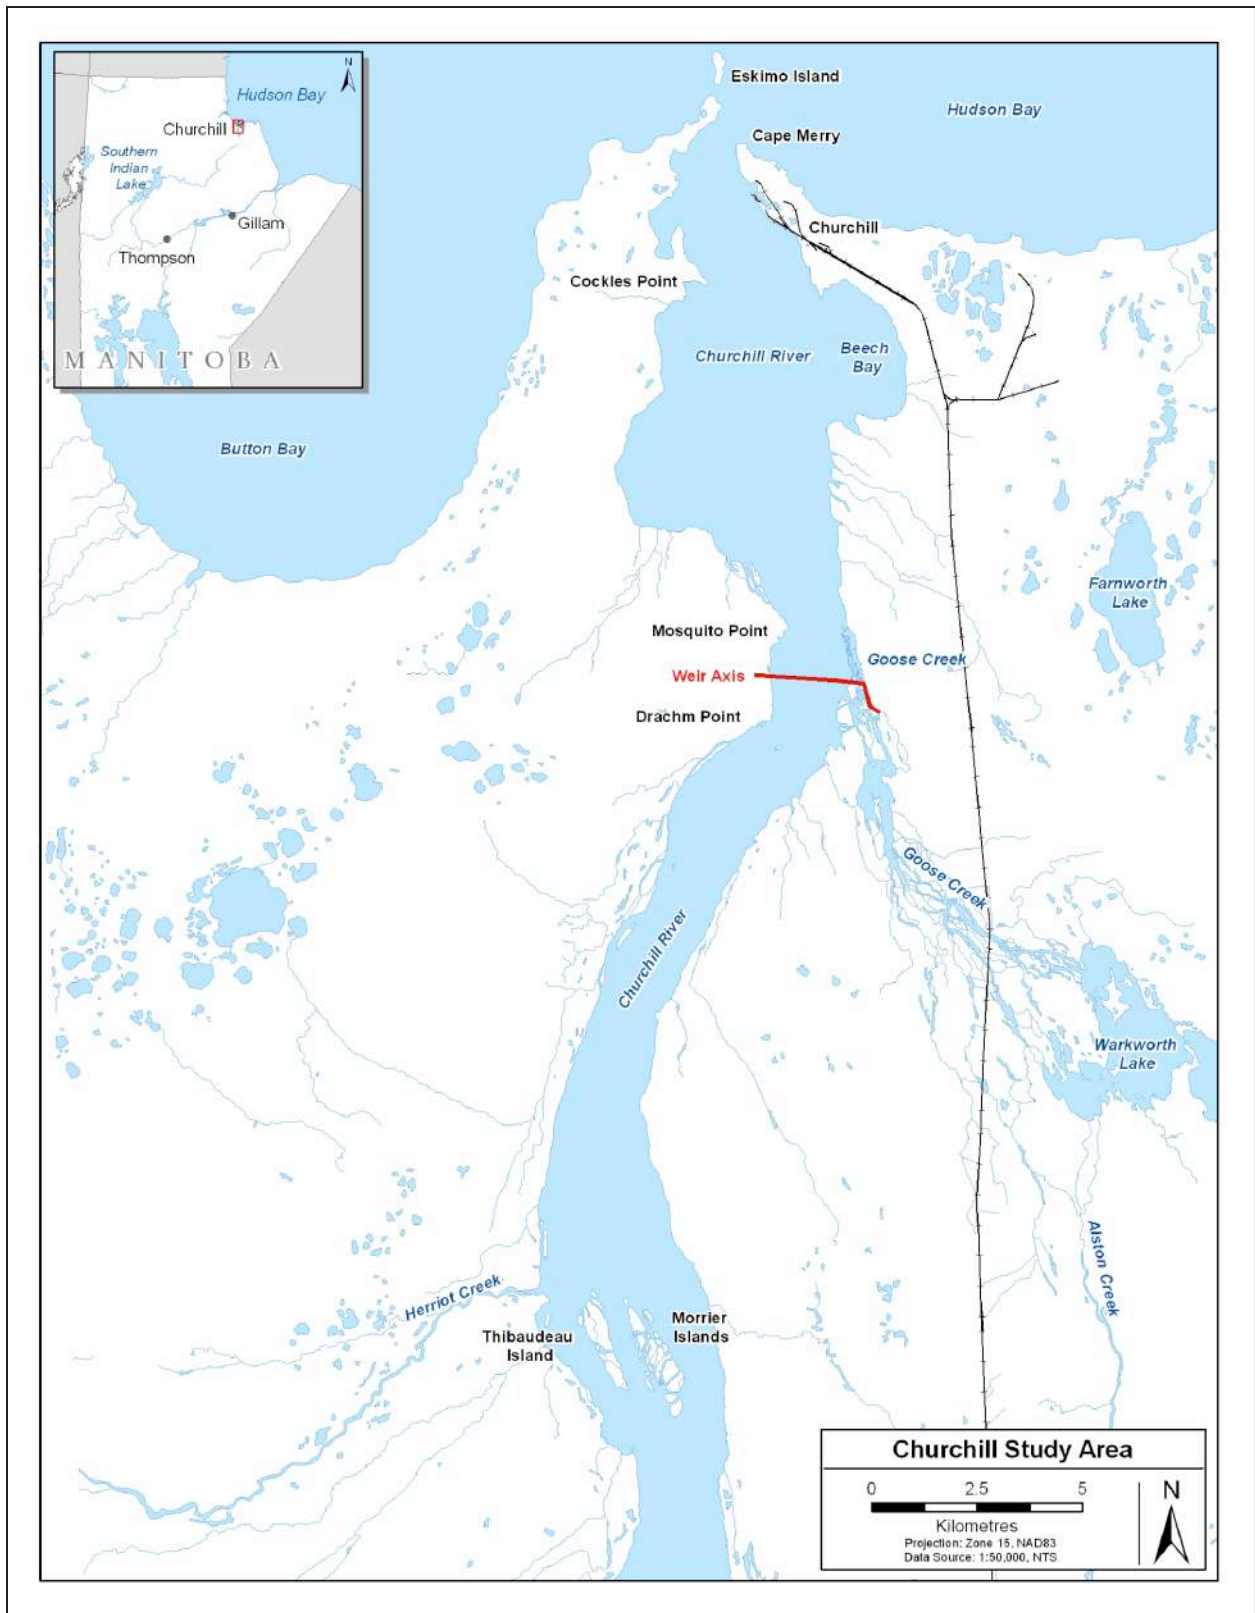 N
Hudson Bay
Churchill
Southern
Indian
Lake
Gillam
Thompson
MANITOBA
Eskimo Island
Hudson Bay
Cape Merry
Churchill
Cockles Point
Churchill River
Beech
Bay
Button Bay
Farnworth
Lake
Mosquito Point
Goose Creek
Weir Axis
Drachm Point
Goose Creek
Churchill River
Warkworth
Lake
Alston Creek
Herriot Creek
Morrier
Islands
Thibaudeau
Island
Churchill Study Area
0 2.5 5
Kilometres
Projection: Zone 15, NAD83
Data Source: 1:50,000, NTS
N